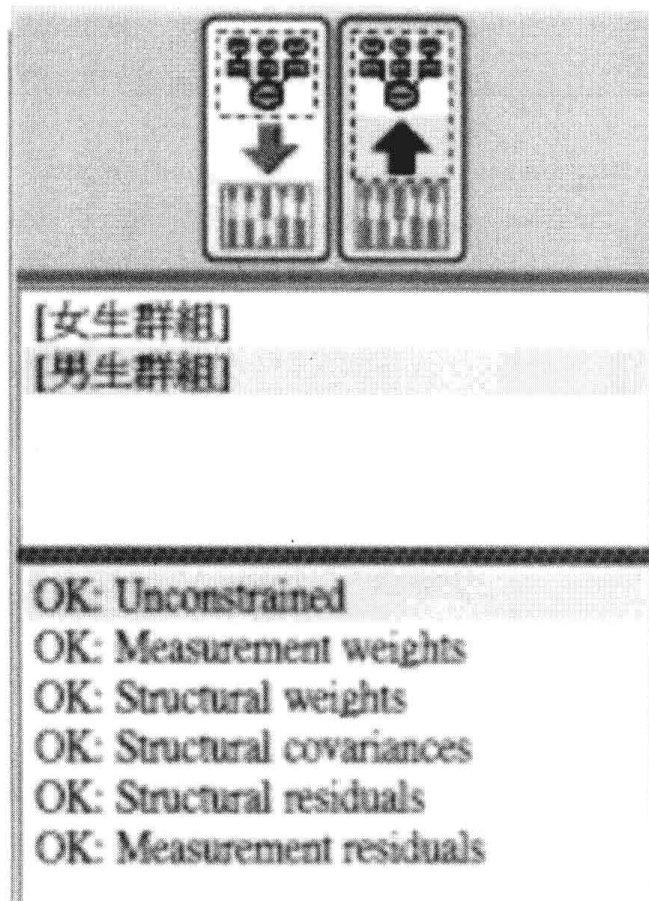 [女生群組]
[男生群組]
OK: Unconstrained
OK: Measurement weights
OK: Structural weights
OK: Structural covariances
OK: Structural residuals
OK: Measurement residuals